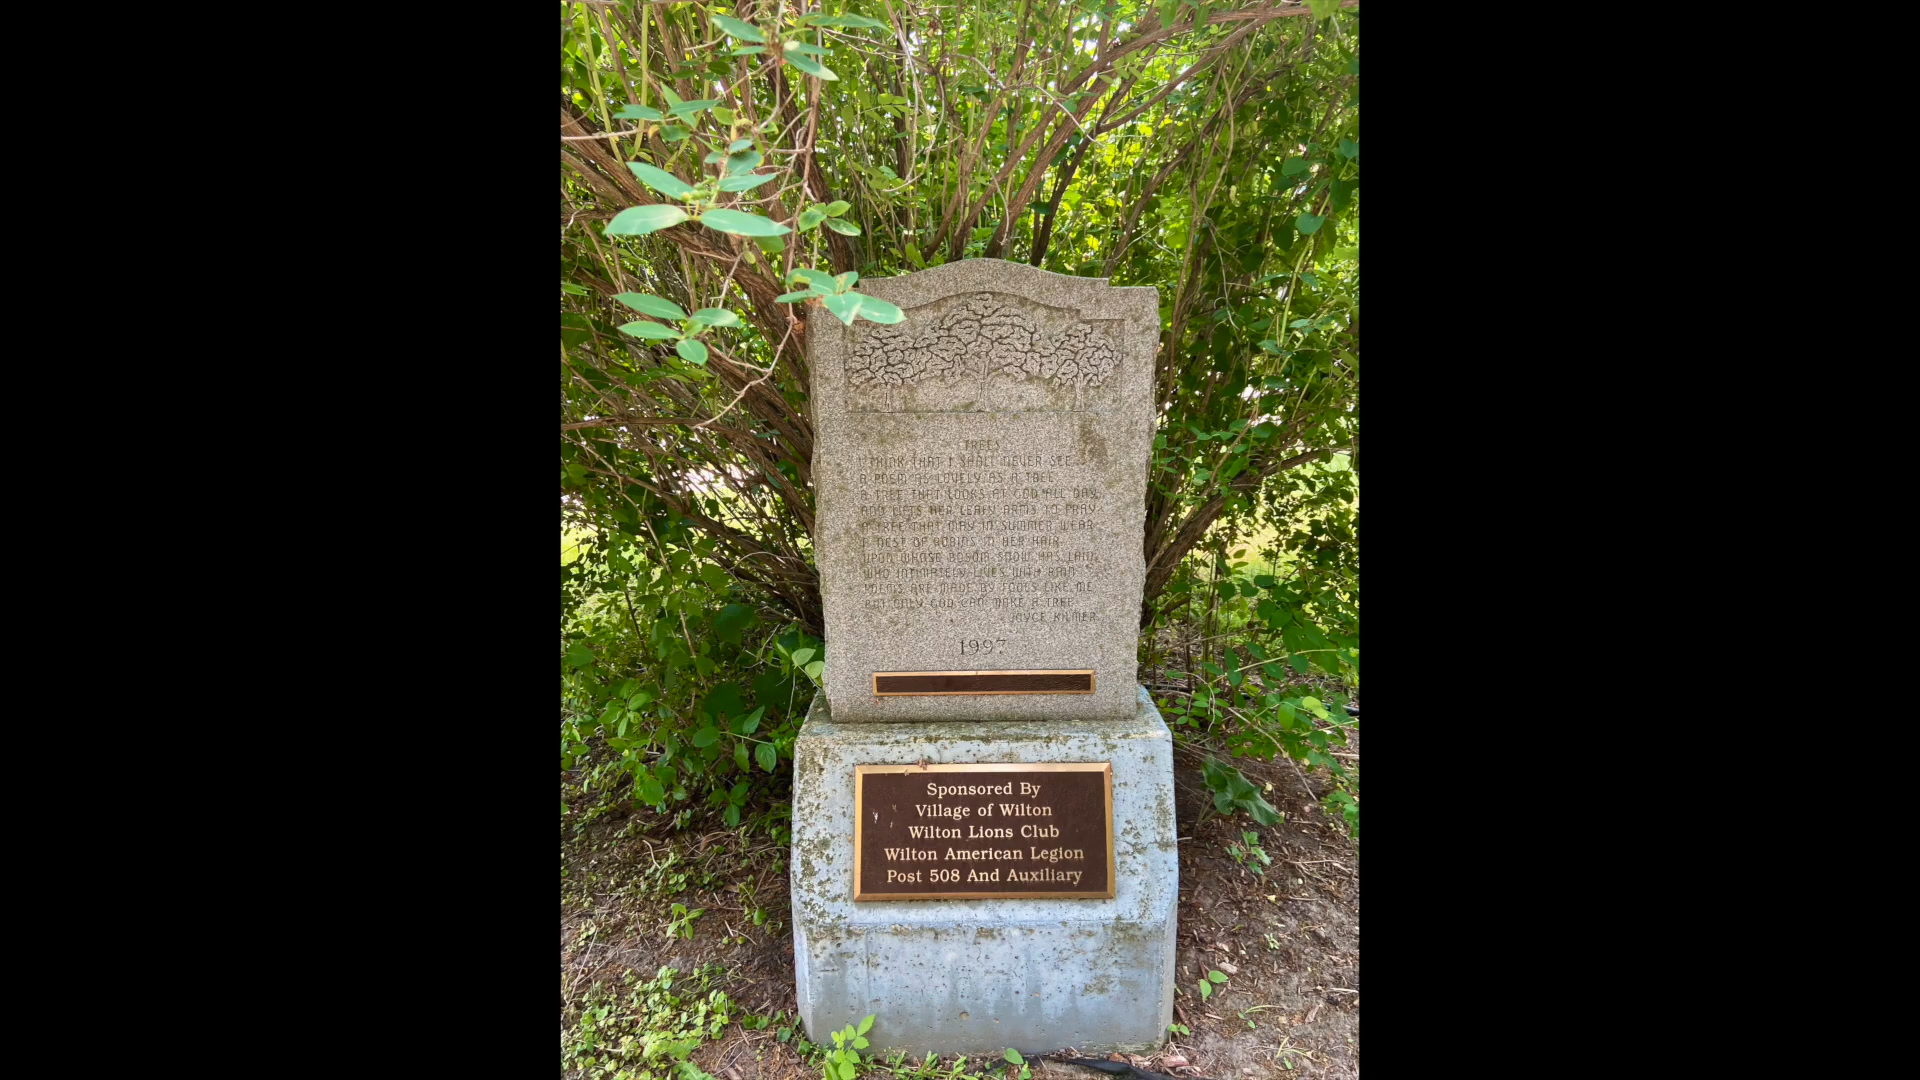 TREES
I THINK THAT I SHALL NEVER SEE
A POEM AS LOVELY AS A TREE
A TREE THAT LOOKS AT GOD ALL DAY
AND LIFTS HER LEAFY ARMS TO PRAY
A TREE THAT MAY IN SUMMER WEAR
A NEST OF ROBINS IN HER HAIR
UPON WHOSE BOSOM SNOW HAS LAIN
WHO INTIMATELY LIVES WITH RAIN
POEMS ARE MADE BY FOOLS LIKE ME
BUT ONLY GOD CAN MAKE A TREE
JOYCE KILMER
1997
Sponsored By
Village of Wilton
Wilton Lions Club
Wilton American Legion
Post 508 And Auxiliary